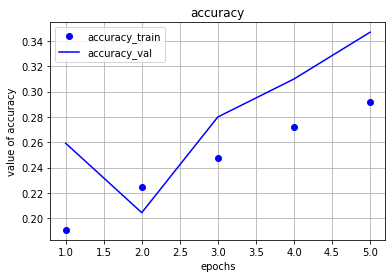 accuracy
accuracy_train
accuracy_val
value of accuracy
0.34
0.32
0.30
0.28
0.26
0.24
0.22
0.20
1.0 1.5 2.0 2.5 3.0 3.5 4.0 4.5 5.0
epochs